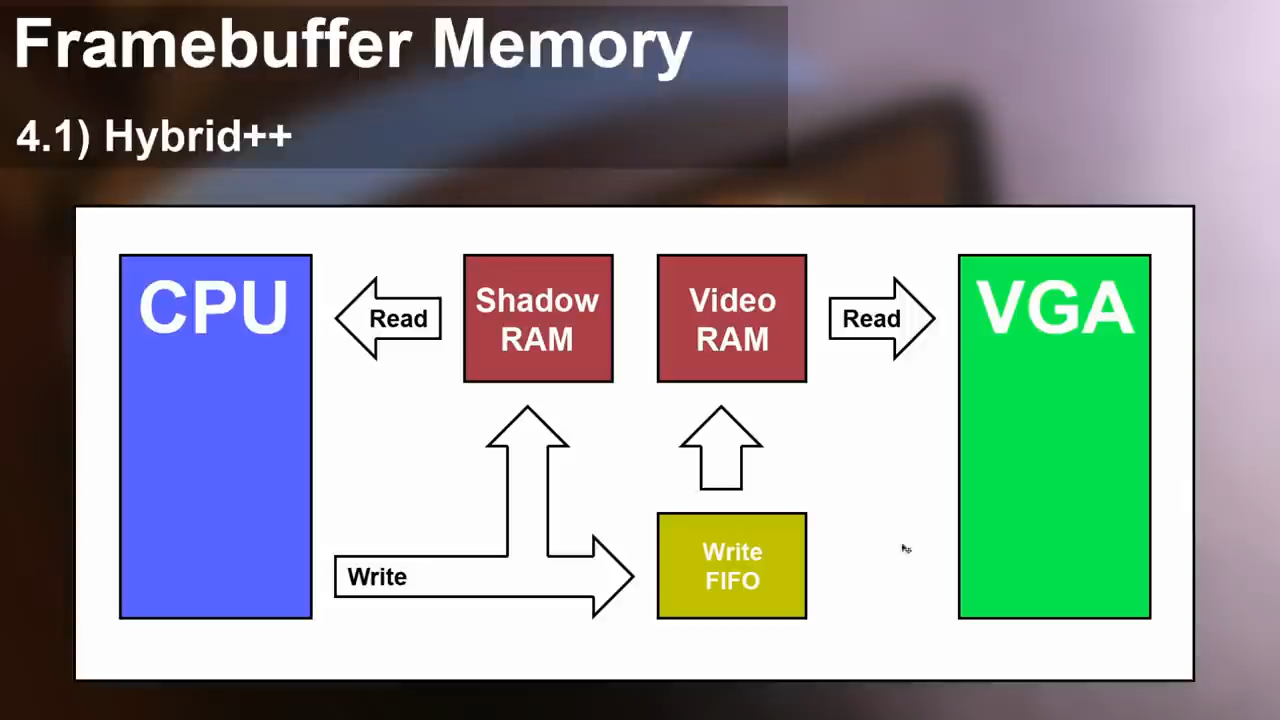 Framebuffer Memory
4.1) Hybrid++
CPU
Read
Shadow
RAM
Video
RAM
Read
VGA
Write
Write
FIFO